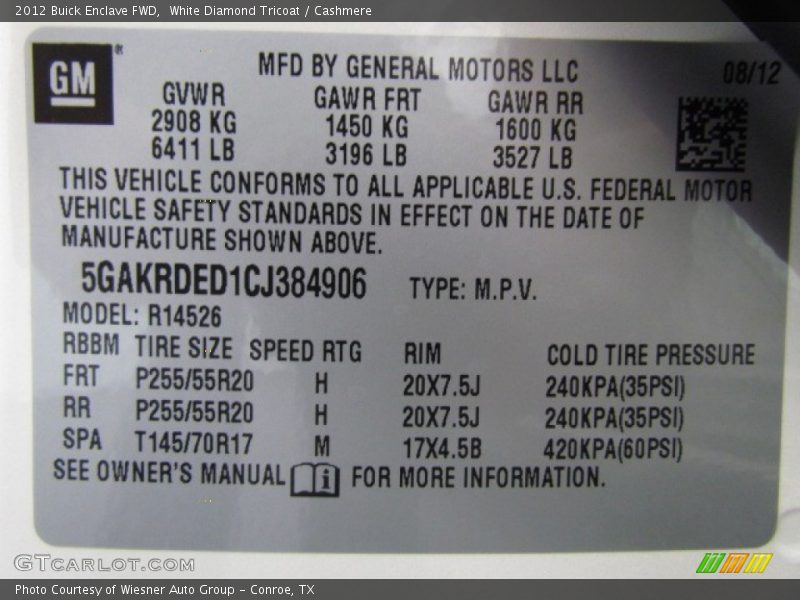 2012 Buick Enclave FWD,  White Diamond Tricoat / Cashmere
GM®
MFD BY GENERAL MOTORS LLC
08/12
GVWR GAWR FRT GAWR RR
2908 KG 1450 KG 1600 KG
6411 LB 3196 LB 3527 LB
THIS VEHICLE CONFORMS TO ALL APPLICABLE U.S. FEDERAL MOTOR
VEHICLE SAFETY STANDARDS IN EFFECT ON THE DATE OF
MANUFACTURE SHOWN ABOVE.
5GAKRDED1CJ384906 TYPE: M.P.V.
MODEL: R14526
RBBM TIRE SIZE SPEED RTG RIM COLD TIRE PRESSURE
FRT P255/55R20 H 20X7.5J 240KPA(35PSI)
RR P255/55R20 H 20X7.5J 240KPA(35PSI)
SPA T145/70R17 M 17X4.5B 420KPA(60PSI)
SEE OWNER'S MANUAL FOR MORE INFORMATION.
GTCARLOT.COM
Photo Courtesy of Wiesner Auto Group - Conroe, TX